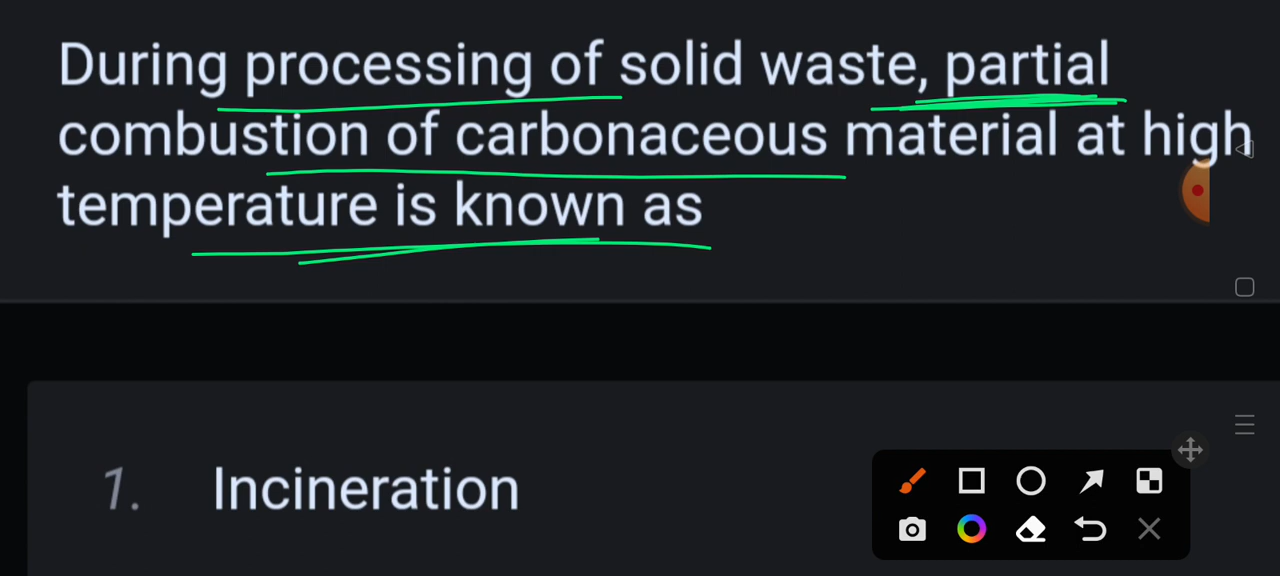 During processing of solid waste, partial
combustion of carbonaceous material at high
temperature is known as
1. Incineration